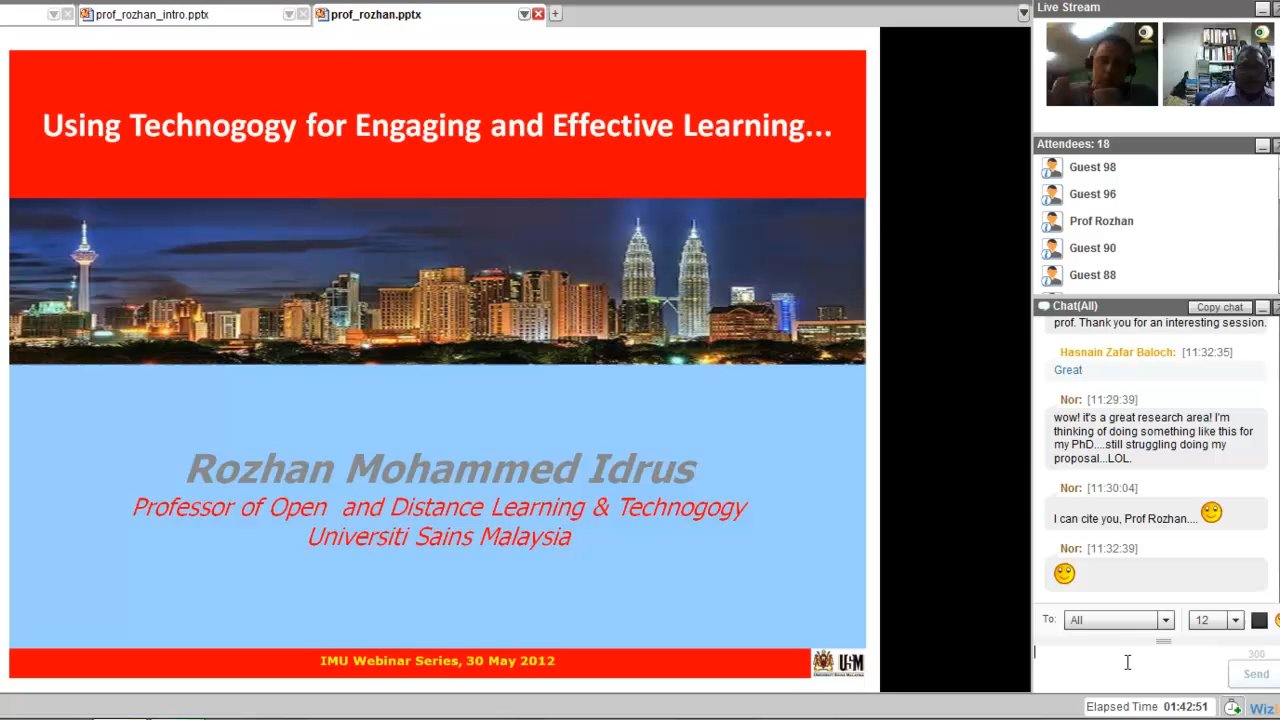 prof_rozhan_intro.pptx
prof_rozhan.pptx
Using Technogogy for Engaging and Effective Learning...
Rozhan Mohammed Idrus
Professor of Open and Distance Learning & Technogogy
Universiti Sains Malaysia
IMU Webinar Series, 30 May 2012
USM
Live Stream
Attendees: 18
Guest 98
Guest 96
Prof Rozhan
Guest 90
Guest 88
Chat(All)
Copy chat
prof. Thank you for an interesting session.
Hasnain Zafar Baloch: [11:32:35]
Great
Nor: [11:29:39]
wow! it's a great research area! I'm
thinking of doing something like this for
my PhD....still struggling doing my
proposal...LOL.
Nor: [11:30:04]
I can cite you, Prof Rozhan....
Nor: [11:32:39]
To: All 12
300
Send
Elapsed Time 01:42:51
Wiz